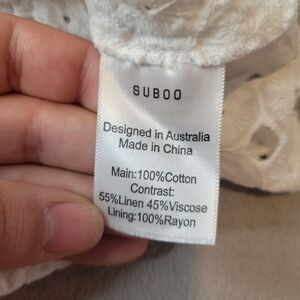 SUBOO
Designed in Australia
Made in China
Main:100%Cotton
Contrast:
55%Linen 45%Viscose
Lining:100%Rayon